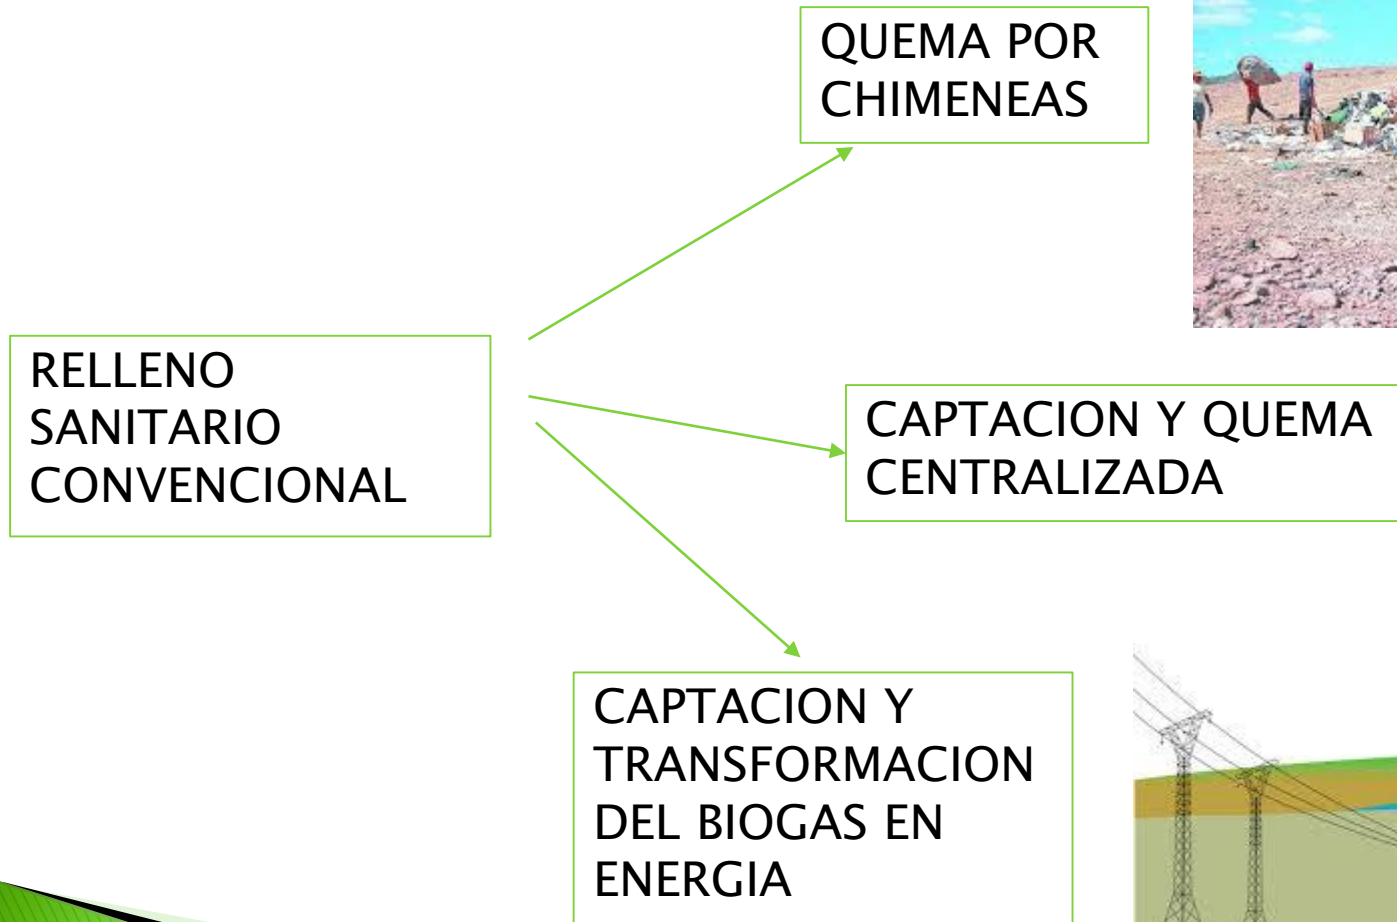 QUEMA POR
CHIMENEAS
RELLENO
SANITARIO
CONVENCIONAL
CAPTACION Y QUEMA
CENTRALIZADA
CAPTACION Y
TRANSFORMACION
DEL BIOGAS EN
ENERGIA